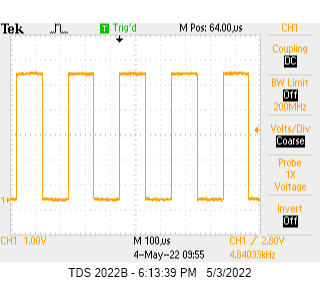 Tek
T Trig'd
M Pos: 64.00µs
CH1
Coupling
DC
BW Limit
Off
200MHz
Volts/Div
Coarse
Probe
1X
Voltage
Invert
Off
1
CH1 1.00V
M 100µs
CH1 / 2.80V
4-May-22 09:55
4.84033kHz
TDS 2022B - 6:13:39 PM 5/3/2022